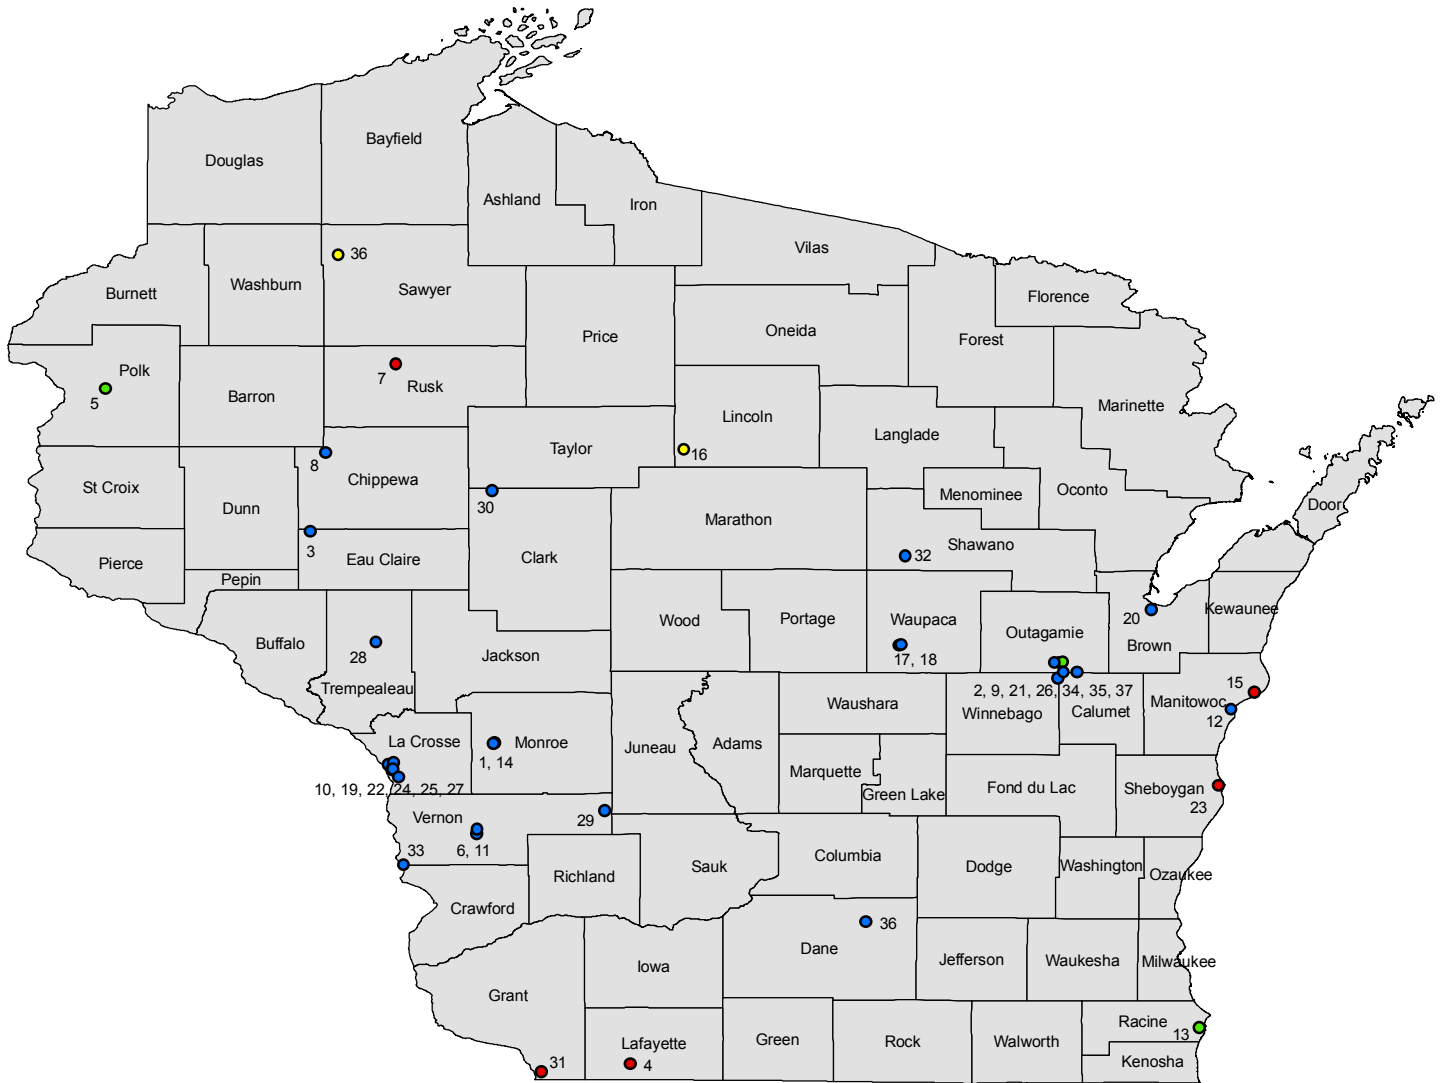 Bayfield
Douglas
Ashland
Iron
Vilas
36
Washburn
Sawyer
Burnett
Florence
Price
Oneida
Forest
Polk
7
Rusk
5
Barron
Marinette
Lincoln
Langlade
Taylor
16
8
Chippewa
St Croix
Menominee
Oconto
Dunn
30
Door
Marathon
3
Shawano
32
Eau Claire
Clark
Pierce
Pepin
20
Kewaunee
Wood
Portage
Waupaca
Outagamie
Buffalo
Brown
28
Jackson
17, 18
Trempealeau
15
2, 9, 21, 26, 34, 35, 37
Manitowoc
Waushara
Winnebago
Calumet
12
La Crosse
Monroe
Juneau
Adams
1, 14
Marquette
10, 19, 22, 24, 25, 27
Green Lake
Fond du Lac
Sheboygan
23
Vernon
29
6, 11
33
Columbia
Sauk
Dodge
Washington
Ozaukee
Richland
Crawford
36
Dane
Jefferson
Waukesha
Milwaukee
Iowa
Grant
Racine
13
Lafayette
Green
Rock
Walworth
31
4
Kenosha